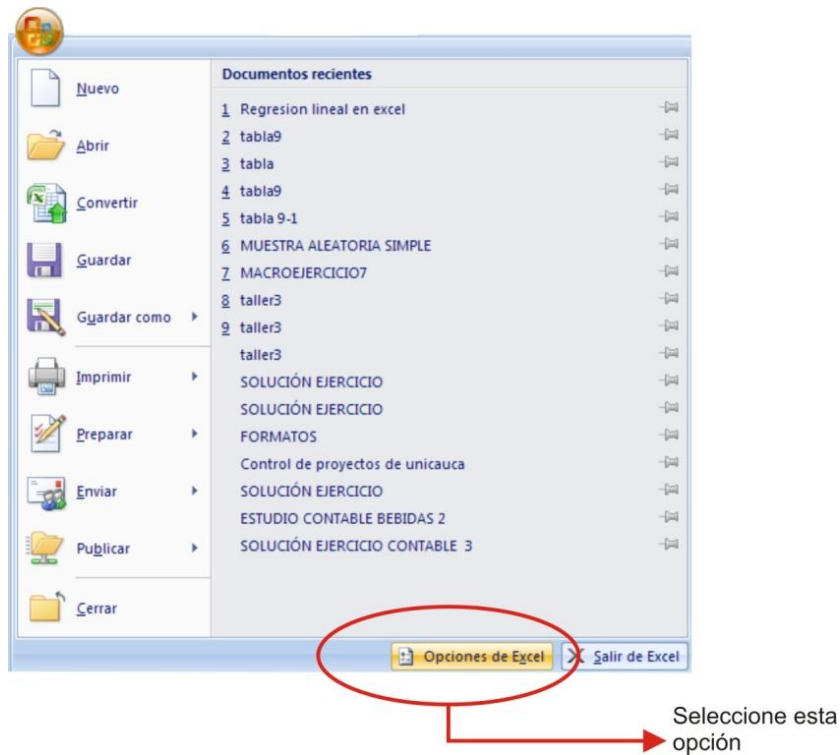 Nuevo
Abrir
Convertir
Guardar
Guardar como
Imprimir
Preparar
Enviar
Publicar
Cerrar
Documentos recientes
1 Regresion lineal en excel
2 tabla9
3 tabla
4 tabla9
5 tabla 9-1
6 MUESTRA ALEATORIA SIMPLE
7 MACROEJERCICIO7
8 taller3
9 taller3
taller3
SOLUCIÓN EJERCICIO
SOLUCIÓN EJERCICIO
FORMATOS
Control de proyectos de unicauca
SOLUCIÓN EJERCICIO
ESTUDIO CONTABLE BEBIDAS 2
SOLUCIÓN EJERCICIO CONTABLE 3
Opciones de Excel
Salir de Excel
Seleccione esta
opción